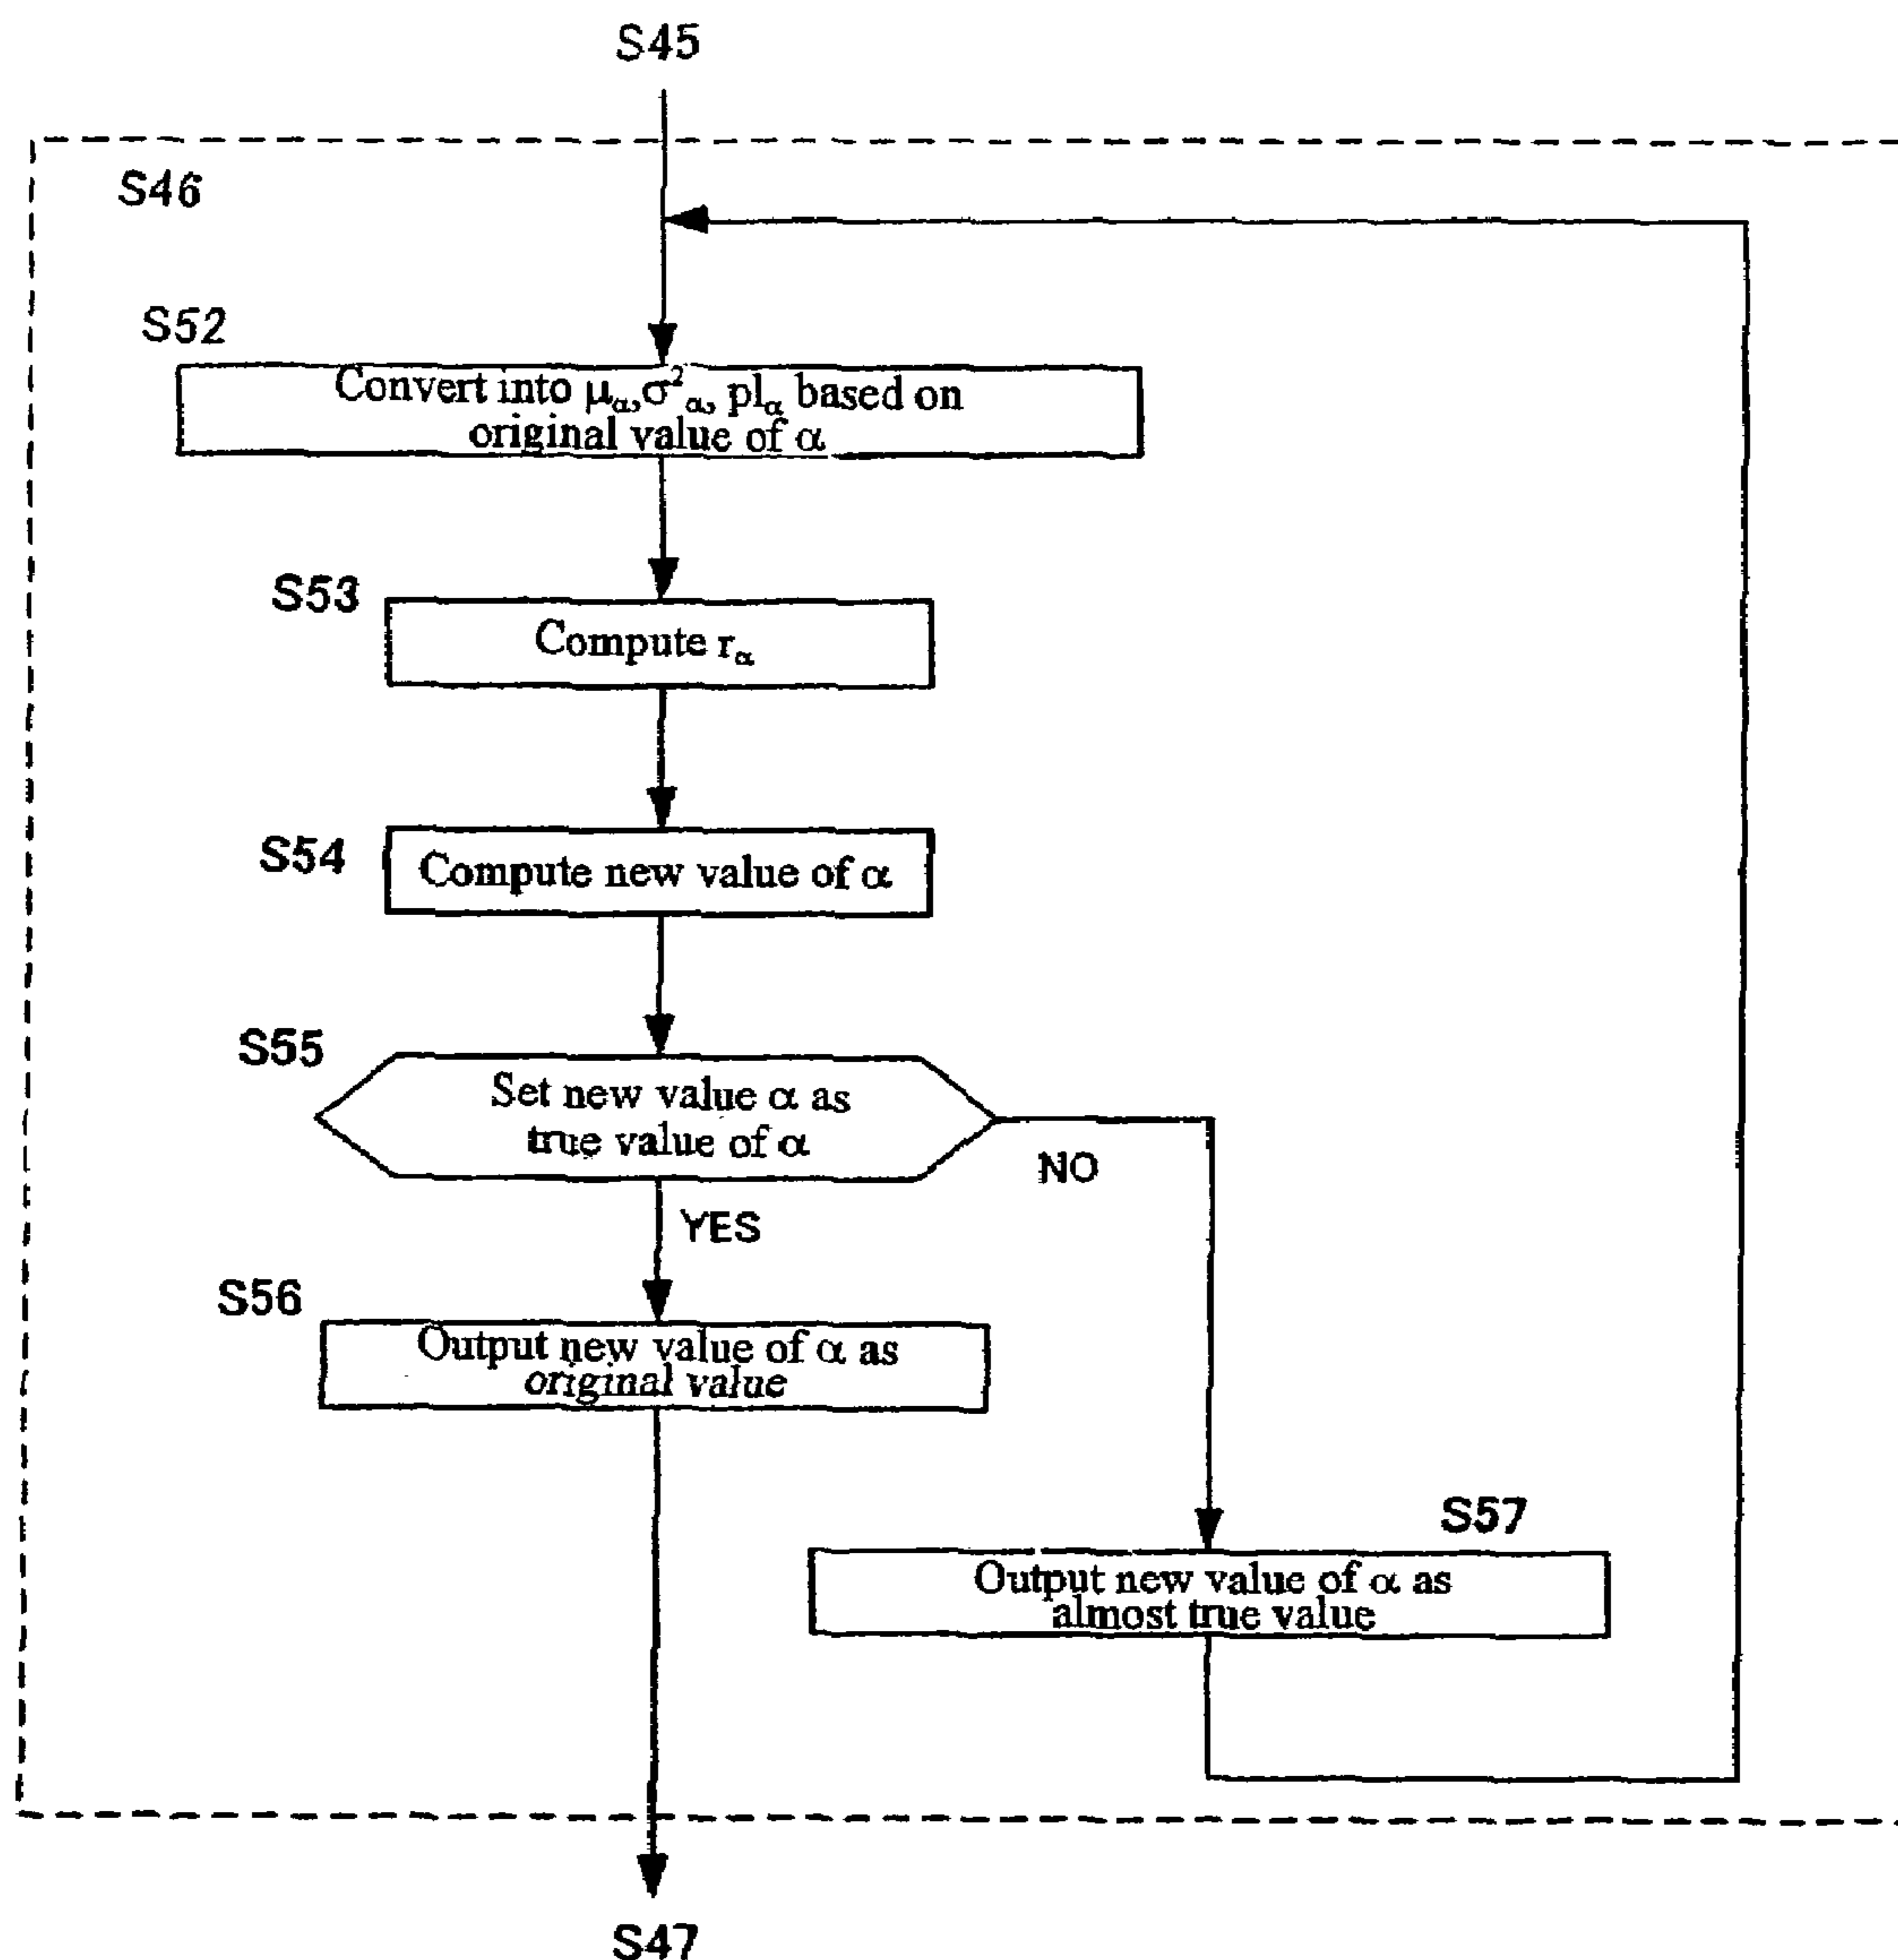 S45
S46
S52
Convert into μα,σ²α, plα based on
original value of α
S53
Compute rα
S54
Compute new value of α
S55
Set new value α as
true value of α
NO
YES
S56
Output new value of α as
original value
S57
Output new value of α as
almost true value
S47